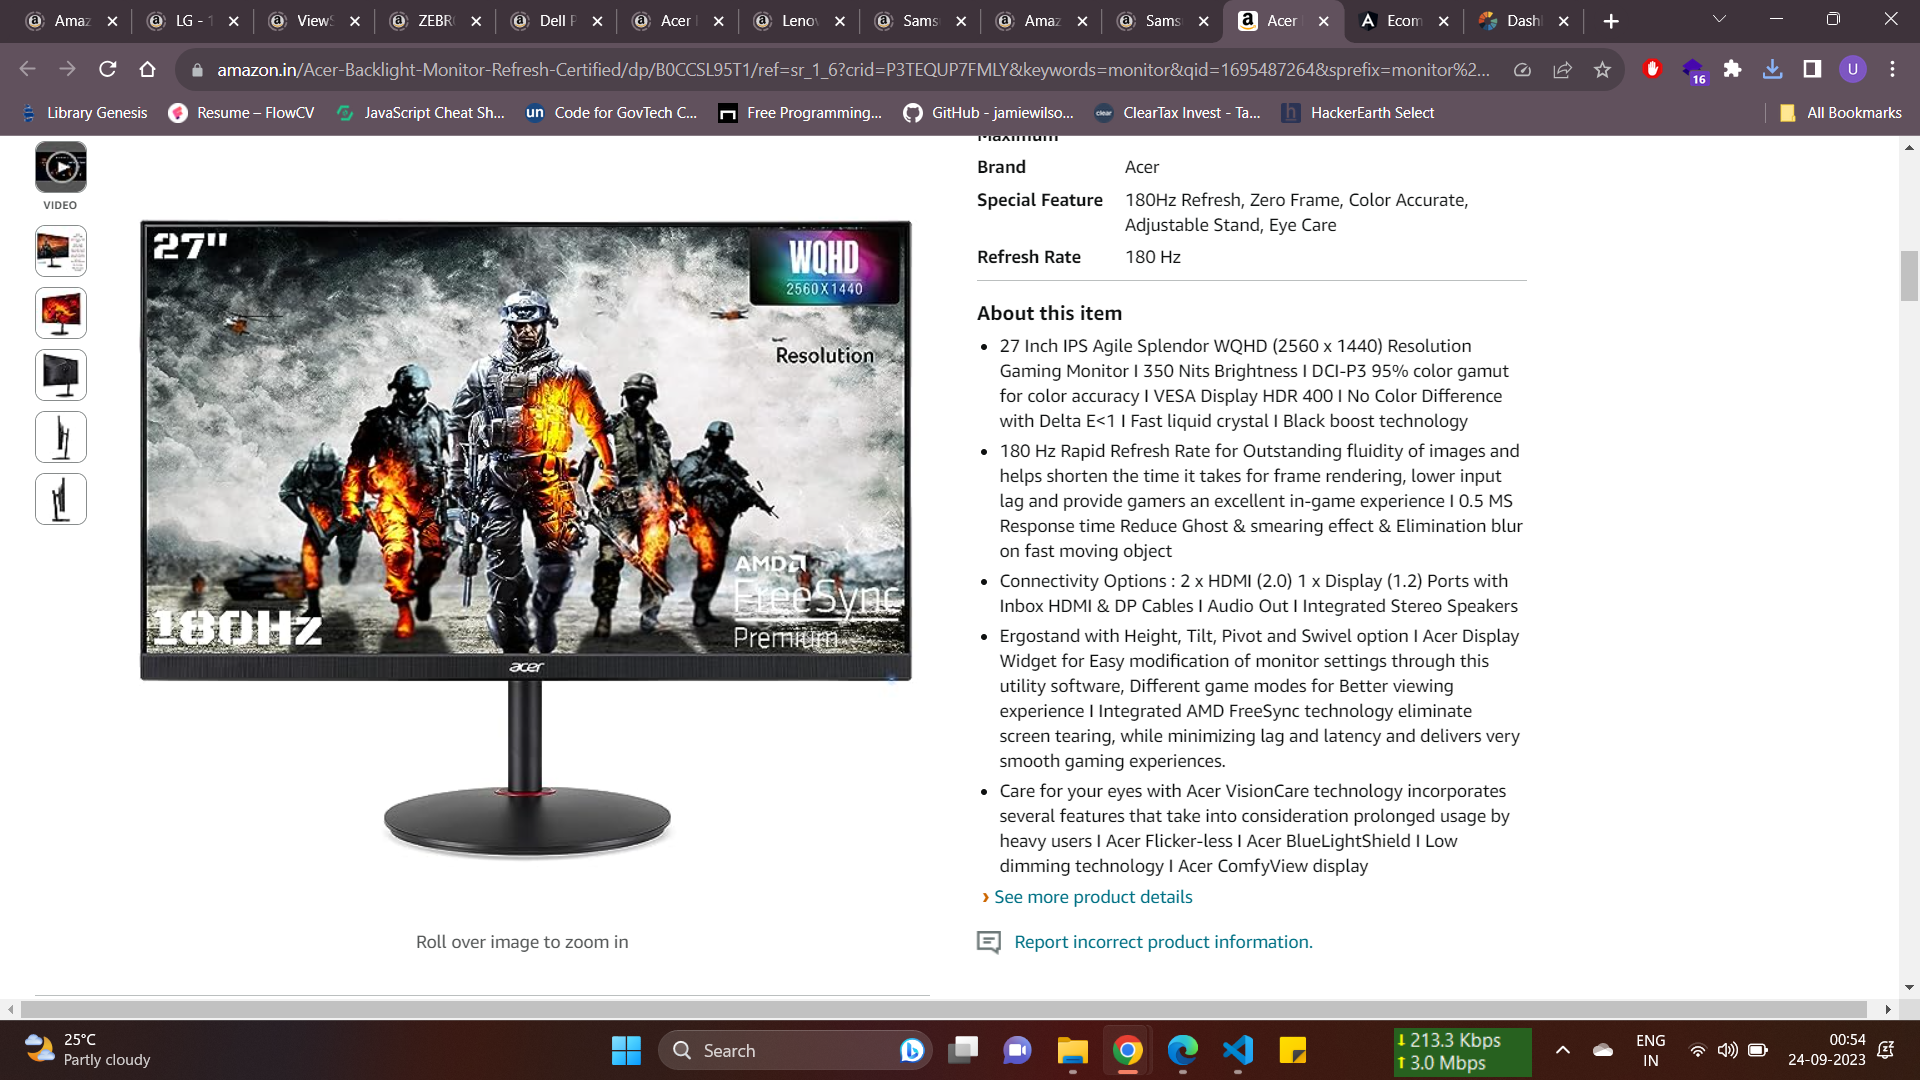 Amaz
LG - 1
ViewS
ZEBR
Dell P
Acer
Lenov
Sams
Amaz
Sams
Acer
Ecom
Dash
amazon.in/Acer-Backlight-Monitor-Refresh-Certified/dp/B0CCSL95T1/ref=sr_1_6?crid=P3TEQUP7FMLY&keywords=monitor&qid=1695487264&sprefix=monitor%2...
16
U
Library Genesis
Resume – FlowCV
JavaScript Cheat Sh...
un
Code for GovTech C...
Free Programming...
GitHub - jamiewilso...
clear
ClearTax Invest - Ta...
h
HackerEarth Select
All Bookmarks
VIDEO
27"
WQHD
2560X1440
Resolution
AMD
FreeSync
Premium
180Hz
acer
Roll over image to zoom in
Maximum
Brand Acer
Special Feature 180Hz Refresh, Zero Frame, Color Accurate,
Adjustable Stand, Eye Care
Refresh Rate 180 Hz
About this item
• 27 Inch IPS Agile Splendor WQHD (2560 x 1440) Resolution
Gaming Monitor I 350 Nits Brightness I DCI-P3 95% color gamut
for color accuracy I VESA Display HDR 400 I No Color Difference
with Delta E<1 I Fast liquid crystal I Black boost technology
• 180 Hz Rapid Refresh Rate for Outstanding fluidity of images and
helps shorten the time it takes for frame rendering, lower input
lag and provide gamers an excellent in-game experience I 0.5 MS
Response time Reduce Ghost & smearing effect & Elimination blur
on fast moving object
• Connectivity Options : 2 x HDMI (2.0) 1 x Display (1.2) Ports with
Inbox HDMI & DP Cables I Audio Out I Integrated Stereo Speakers
• Ergostand with Height, Tilt, Pivot and Swivel option I Acer Display
Widget for Easy modification of monitor settings through this
utility software, Different game modes for Better viewing
experience I Integrated AMD FreeSync technology eliminate
screen tearing, while minimizing lag and latency and delivers very
smooth gaming experiences.
• Care for your eyes with Acer VisionCare technology incorporates
several features that take into consideration prolonged usage by
heavy users I Acer Flicker-less I Acer BlueLightShield I Low
dimming technology I Acer ComfyView display
› See more product details
Report incorrect product information.
25°C
Partly cloudy
Search
213.3 Kbps
3.0 Mbps
ENG
IN
00:54
24-09-2023